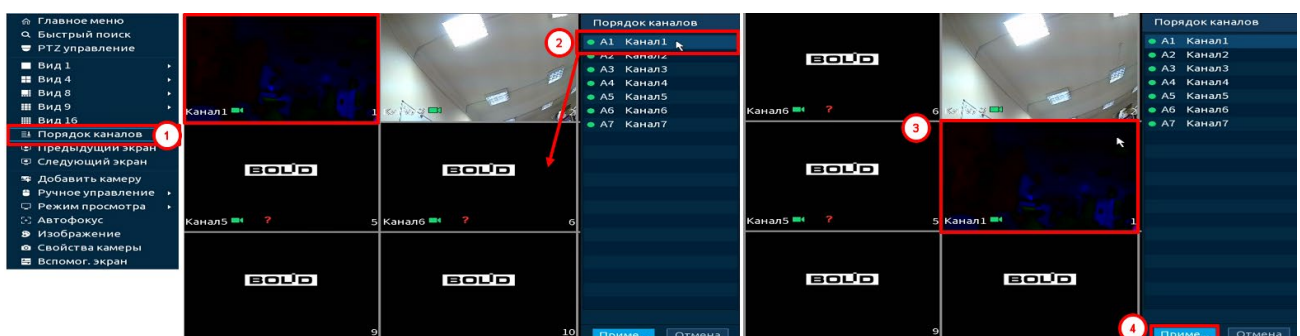 Главное меню
Быстрый поиск
PTZ управление
Вид 1
Вид 4
Вид 8
Вид 9
Вид 16
Порядок каналов
1
Предыдущий экран
Следующий экран
Добавить камеру
Ручное управление
Режим просмотра
Автофокус
Изображение
Свойства камеры
Вспомог. экран
Канал1 1
BOLID BOLID
Канал5 ? 5 Канал6 ? 6
BOLID BOLID
9 10
Порядок каналов
2
A1 Канал1
A2 Канал2
A3 Канал3
A4 Канал4
A5 Канал5
A6 Канал6
A7 Канал7
Приме... Отмена
BOLID
Канал6 ? 6
3
BOLID
Канал5 ? 5 Канал1 1
BOLID BOLID
9
Порядок каналов
A1 Канал1
A2 Канал2
A3 Канал3
A4 Канал4
A5 Канал5
A6 Канал6
A7 Канал7
4
Приме... Отмена